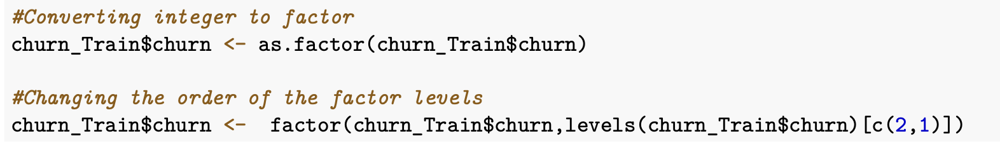 #Converting integer to factor
churn_Train$churn <- as.factor(churn_Train$churn)
#Changing the order of the factor levels
churn_Train$churn <-  factor(churn_Train$churn,levels(churn_Train$churn)[c(2,1)])